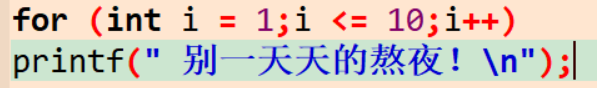 for (int i = 1;i <= 10;i++)
printf(" 别一天天的熬夜！\n");